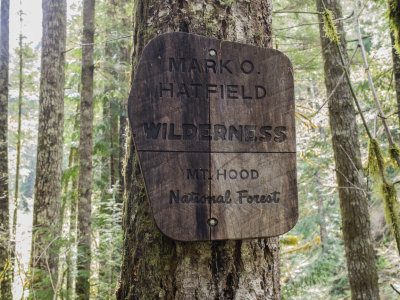 MARK O.
HATFIELD
WILDERNESS
MT. HOOD
National Forest